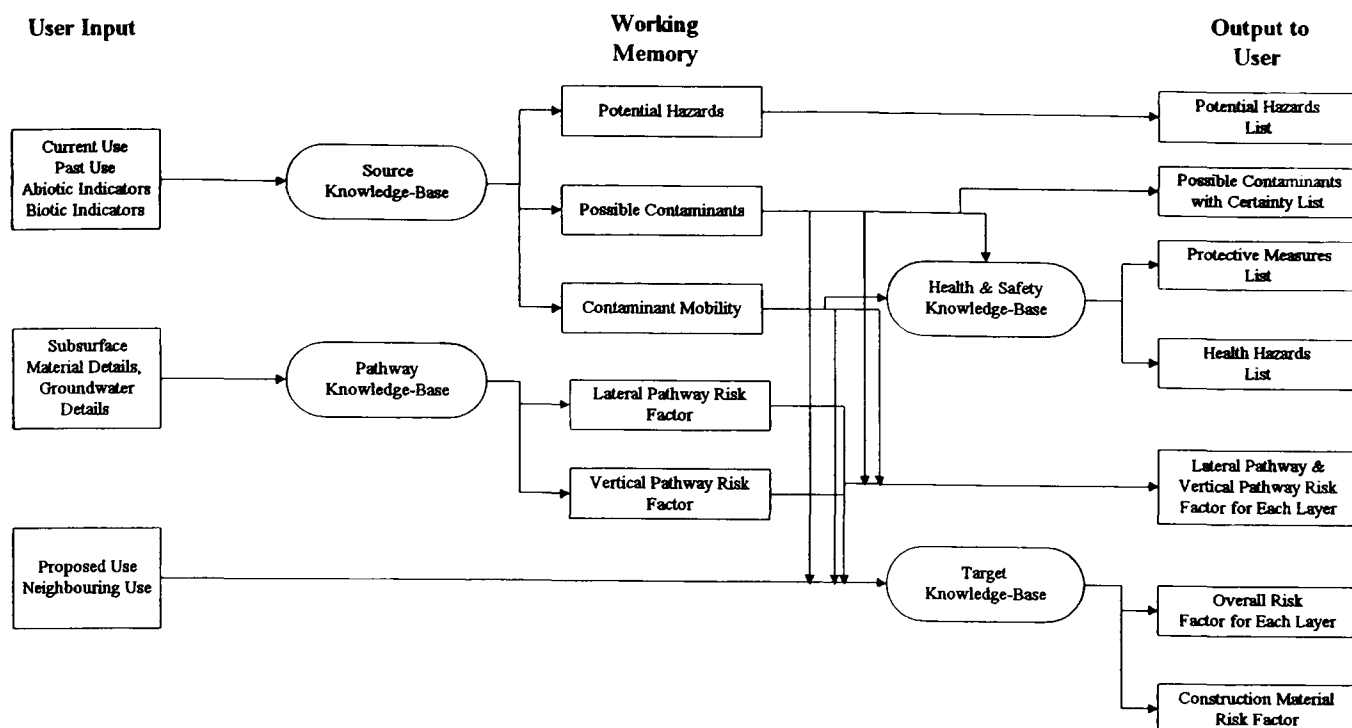 User Input
Working
Memory
Output to
User
Current Use
Past Use
Abiotic Indicators
Biotic Indicators
Source
Knowledge-Base
Potential Hazards
Possible Contaminants
Contaminant Mobility
Potential Hazards
List
Possible Contaminants
with Certainty List
Health & Safety
Knowledge-Base
Protective Measures
List
Health Hazards
List
Subsurface
Material Details,
Groundwater
Details
Pathway
Knowledge-Base
Lateral Pathway Risk
Factor
Vertical Pathway Risk
Factor
Lateral Pathway &
Vertical Pathway Risk
Factor for Each Layer
Proposed Use
Neighbouring Use
Target
Knowledge-Base
Overall Risk
Factor for Each Layer
Construction Material
Risk Factor